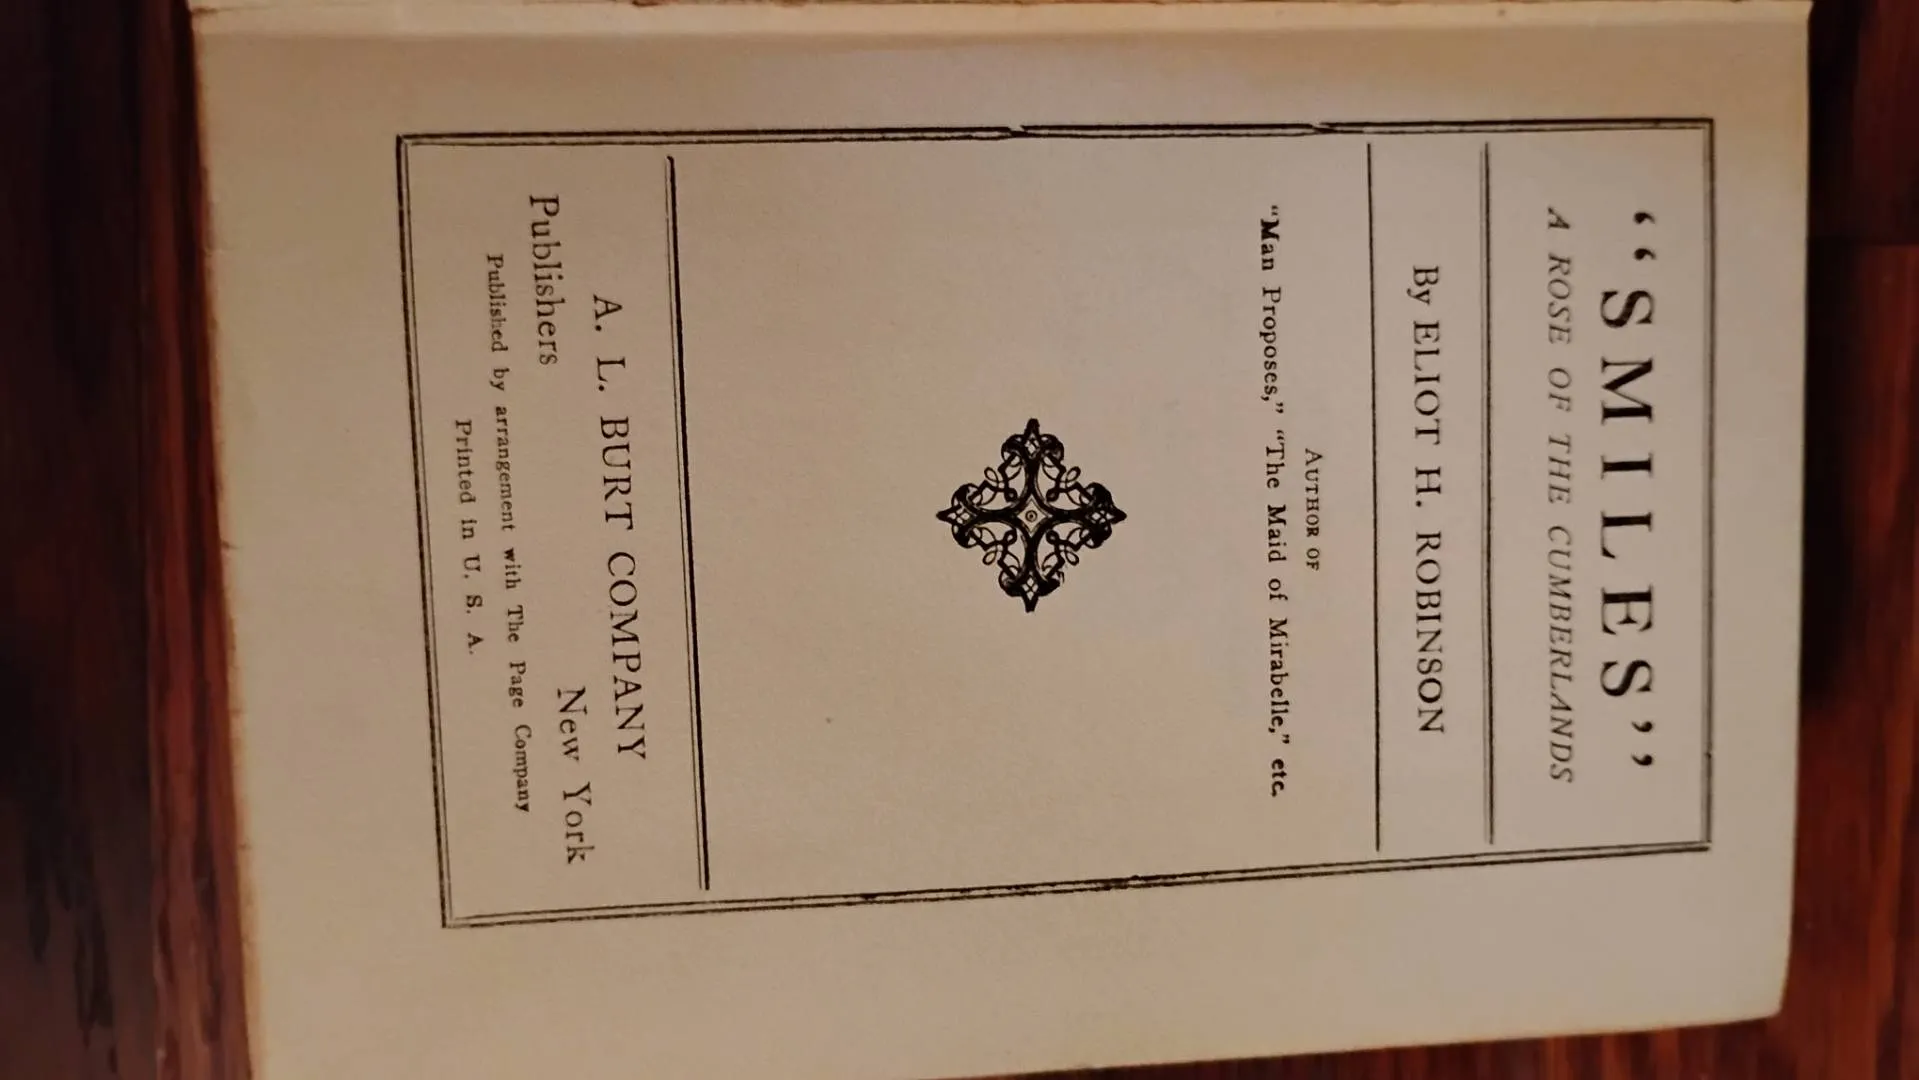 “SMILES”
A ROSE OF THE CUMBERLANDS
By ELIOT H. ROBINSON
AUTHOR OF
“Man Proposes,” “The Maid of Mirabelle,” etc.
A. L. BURT COMPANY
Publishers New York
Published by arrangement with The Page Company
Printed in U. S. A.